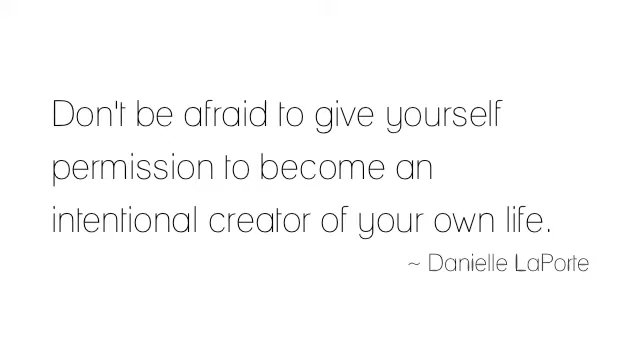 Don't be afraid to give yourself
permission to become an
intentional creator of your own life.
~ Danielle LaPorte